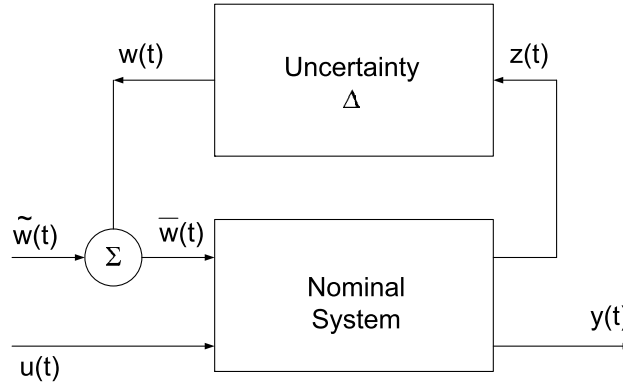 w(t)
Uncertainty
Δ
z(t)
w̃(t)
Σ
w̅(t)
Nominal
System
u(t)
y(t)